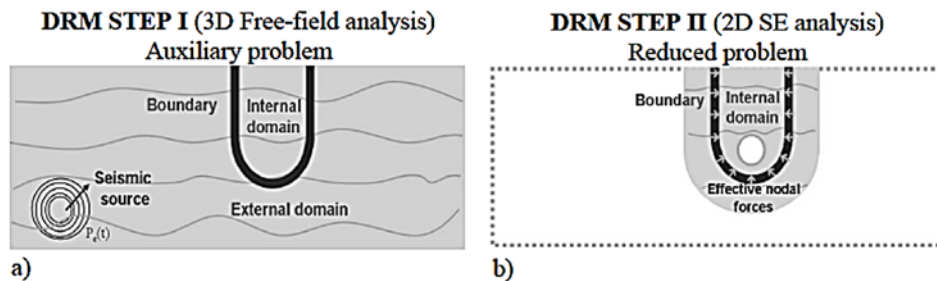 DRM STEP I (3D Free-field analysis)
Auxiliary problem
Boundary
Internal
domain
Seismic
source
External domain
Pe(t)
a)
DRM STEP II (2D SE analysis)
Reduced problem
Boundary
Internal
domain
Effective nodal
forces
b)